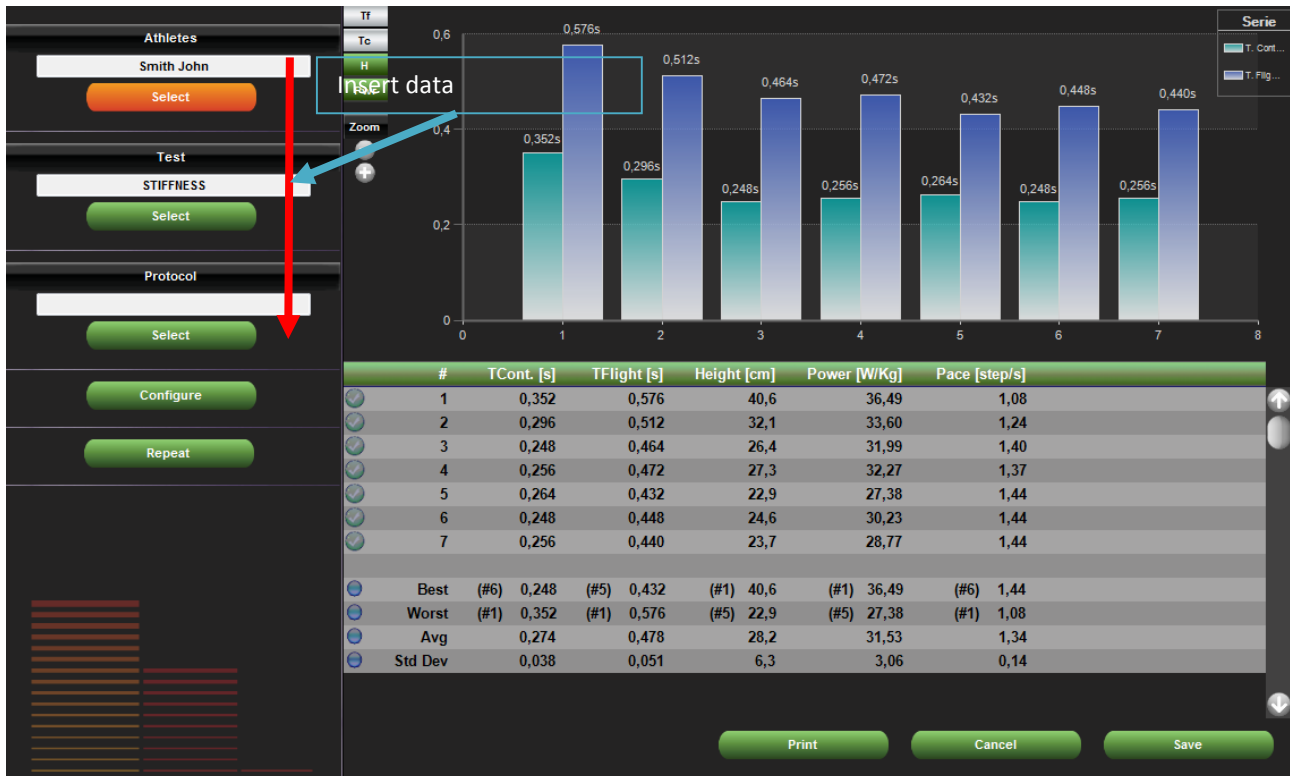 Athletes
Smith John
Select
Test
STIFFNESS
Select
Protocol
Select
Configure
Repeat
Tf
Tc
H
Insert data
Zoom
Serie
T. Cont...
T. Flig...
0,6
0,4
0,2
0
0,352s
0,576s
0,296s
0,512s
0,248s
0,464s
0,256s
0,472s
0,264s
0,432s
0,248s
0,448s
0,256s
0,440s
0 1 2 3 4 5 6 7 8
# TCont. [s] TFlight [s] Height [cm] Power [W/Kg] Pace [step/s]
1 0,352 0,576 40,6 36,49 1,08
2 0,296 0,512 32,1 33,60 1,24
3 0,248 0,464 26,4 31,99 1,40
4 0,256 0,472 27,3 32,27 1,37
5 0,264 0,432 22,9 27,38 1,44
6 0,248 0,448 24,6 30,23 1,44
7 0,256 0,440 23,7 28,77 1,44
Best (#6) 0,248 (#5) 0,432 (#1) 40,6 (#1) 36,49 (#6) 1,44
Worst (#1) 0,352 (#1) 0,576 (#5) 22,9 (#5) 27,38 (#1) 1,08
Avg 0,274 0,478 28,2 31,53 1,34
Std Dev 0,038 0,051 6,3 3,06 0,14
Print
Cancel
Save